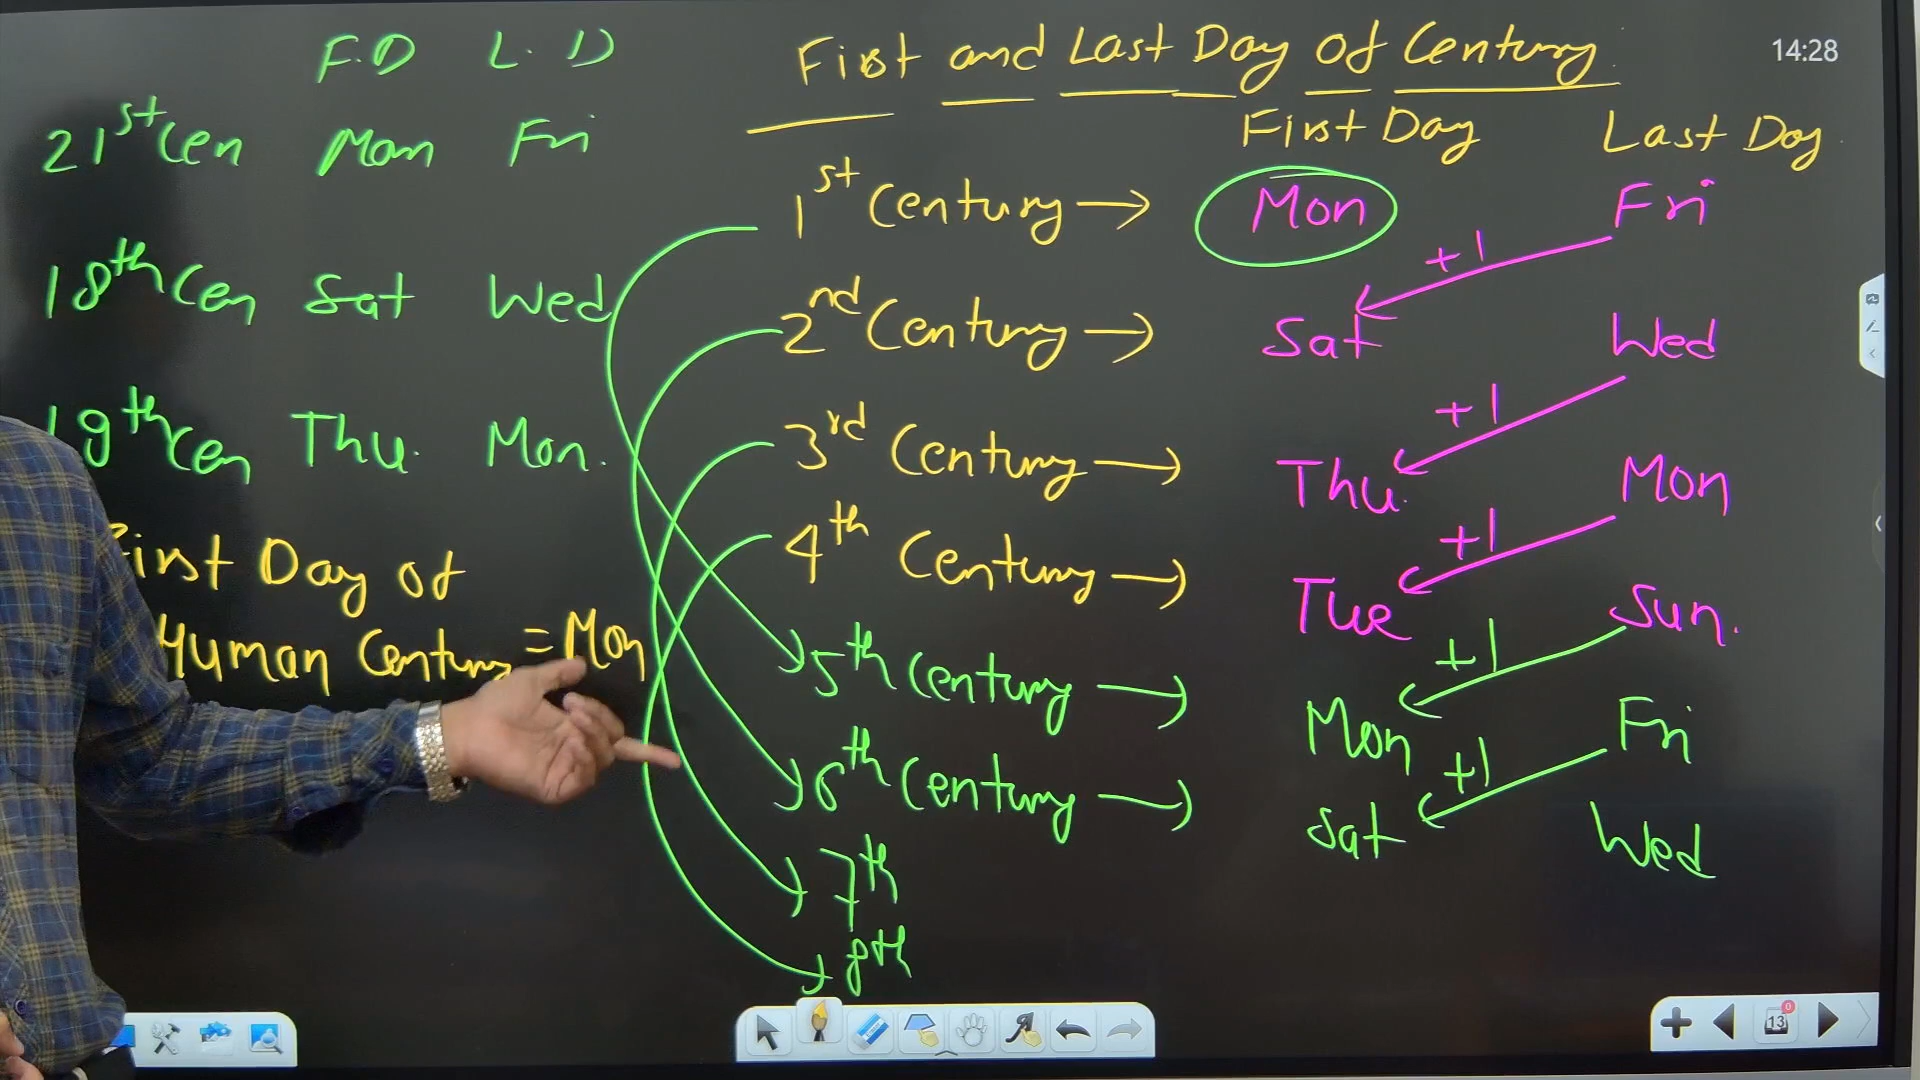 F.D L.D
21st Cen Mon Fri
18th Cen Sat Wed
19th Cen Thu. Mon.
First Day of
Human Century = Mon
First and Last Day of Century
14:28
First Day Last Day
1st Century → Mon Fri
+1
2nd Century → Sat Wed
+1
3rd Century → Thu. Mon
+1
4th Century → Tue Sun.
+1
5th Century → Mon Fri
+1
6th Century → Sat Wed
7th
8th
13
0